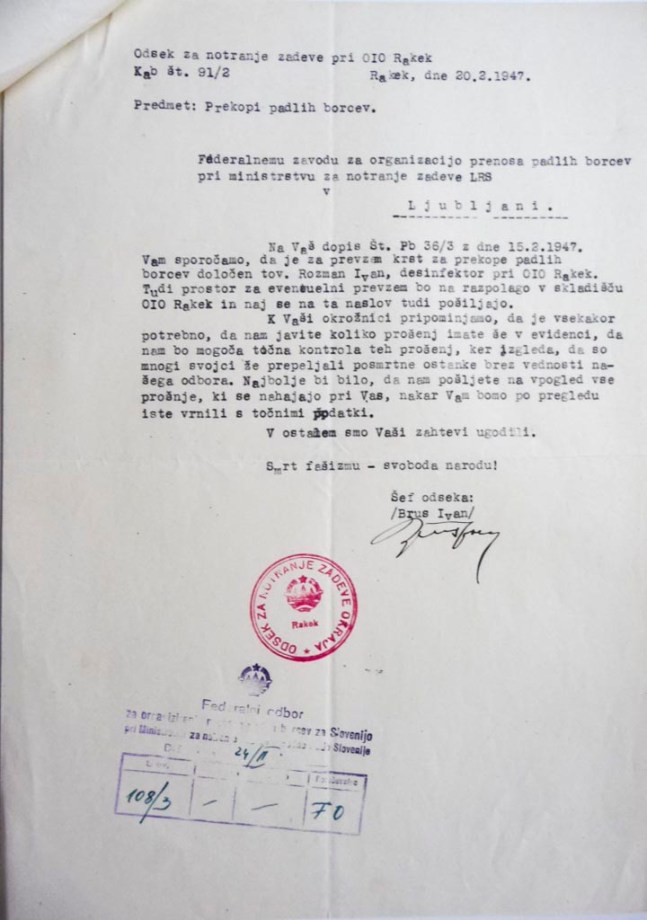 Odsek za notranje zadeve pri OIO Rakek
Kab št. 91/2 Rakek, dne 20.2.1947.
Predmet: Prekopi padlih borcev.
Federalnemu zavodu za organizacijo prenosa padlih borcev
pri ministrstvu za notranje zadeve LRS
v
Ljubljani.
Na Vaš dopis Št. Pb 36/3 z dne 15.2.1947.
Vam sporočamo, da je za prevzem krst za prekope padlih
borcev določen tov. Rozman Ivan, desinfektor pri OIO Rakek.
Tudi prostor za eventuelni prevzem bo na razpolago v skladišču
OIO Rakek in naj se na ta naslov tudi pošiljajo.
K Vaši okrožnici pripominjamo, da je vsekakor
potrebno, da nam javite koliko prošenj imate še v evidenci, da
nam bo mogoča točna kontrola teh prošenj, ker izgleda, da so
mnogi svojci že prepeljali posmrtne ostanke brez vednosti na-
šega odbora. Najbolje bi bilo, da nam pošljete na vpogled vse
prošnje, ki se nahajajo pri Vas, nakar Vam bomo po pregledu
iste vrnili s točnimi podatki.
V ostalem smo Vaši zahtevi ugodili.
Smrt fašizmu - svoboda narodu!
Šef odseka:
/Brus Ivan/
ODSEK ZA NOTRANJE ZADEVE OKRAJA
Rakek
Federalni odbor
borcev za Slovenijo
pri za Slovenije
24/II
108/3 - - FO